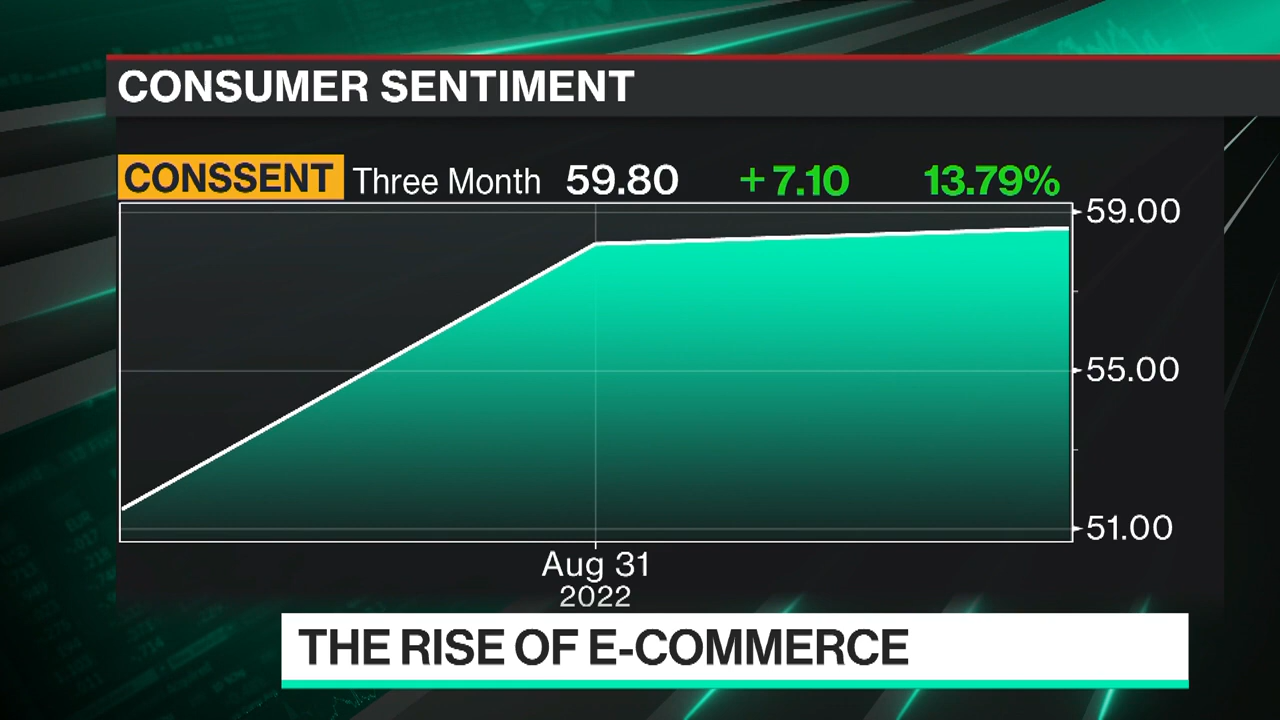 CONSUMER SENTIMENT
CONSSENT Three Month 59.80 +7.10 13.79%
59.00
55.00
51.00
Aug 31
2022
THE RISE OF E-COMMERCE